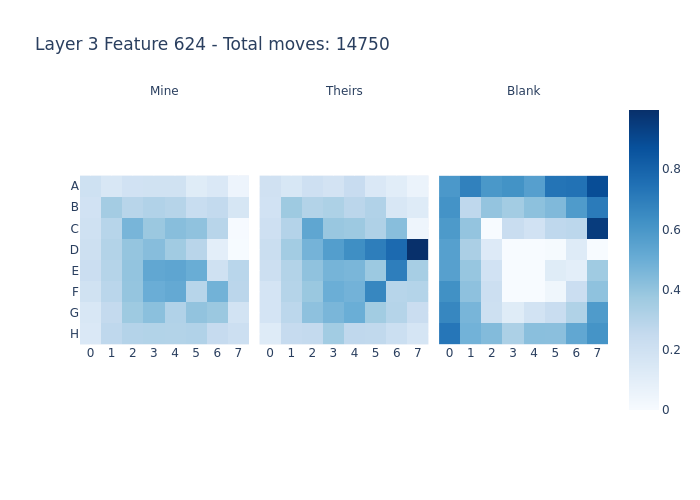 Layer 3 Feature 624 - Total moves: 14750
Mine Theirs Blank
A
B
C
D
E
F
G
H
0 1 2 3 4 5 6 7 0 1 2 3 4 5 6 7 0 1 2 3 4 5 6 7
0.8
0.6
0.4
0.2
0